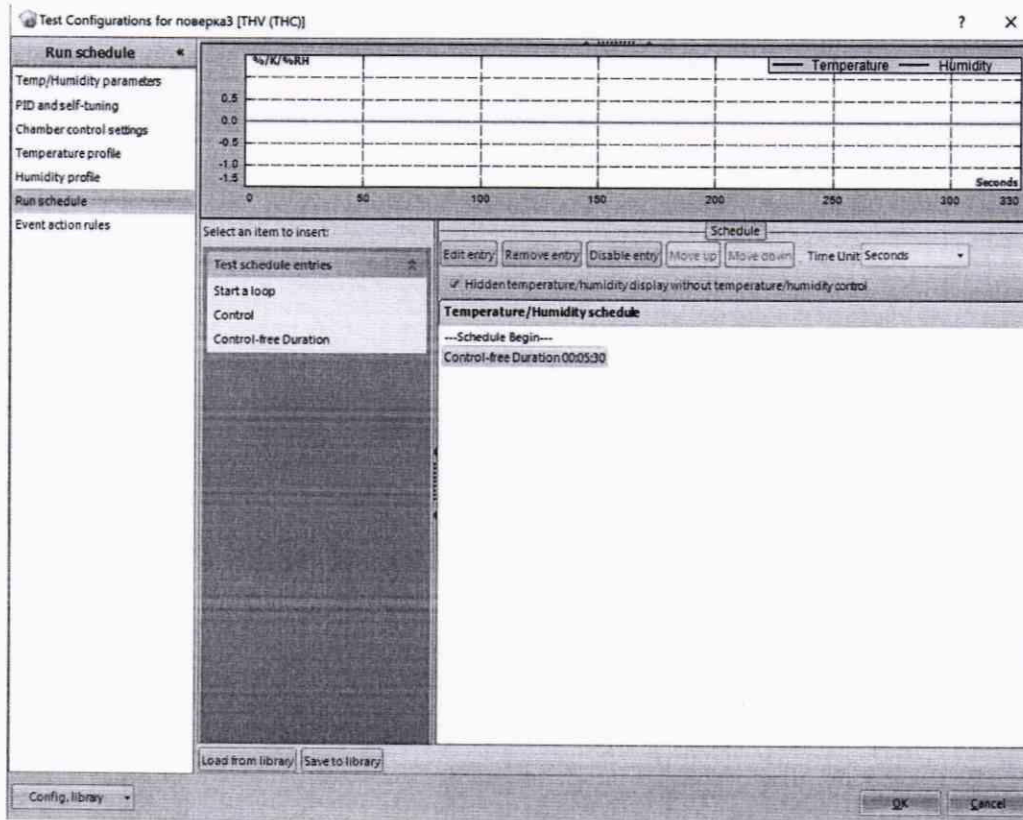 Test Configurations for поверка3 [THV (THC)]
? X
Run schedule «
Temp/Humidity parameters
PID and self-tuning
Chamber control settings
Temperature profile
Humidity profile
Run schedule
Event action rules
%/K/%RH
Temperature Humidity
0.5
0.0
-0.5
-1.0
-1.5
Seconds
0 50 100 150 200 250 300 330
Select an item to insert:
Test schedule entries
Start a loop
Control
Control-free Duration
Schedule
Edit entry Remove entry Disable entry Move up Move down Time Unit Seconds
Hidden temperature/humidity display without temperature/humidity control
Temperature/Humidity schedule
---Schedule Begin---
Control-free Duration 00:05:30
Load from library Save to library
Config. library
OK Cancel